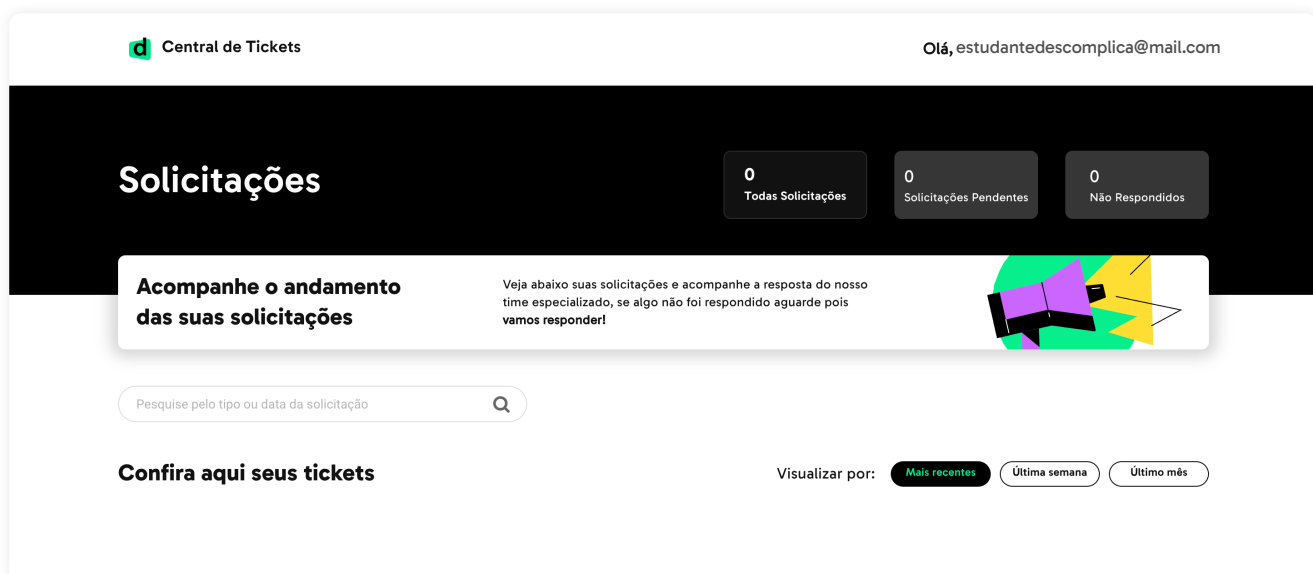 d Central de Tickets
Olá, estudantedescomplica@mail.com
Solicitações
0
Todas Solicitações
0
Solicitações Pendentes
0
Não Respondidos
Acompanhe o andamento
das suas solicitações
Veja abaixo suas solicitações e acompanhe a resposta do nosso
time especializado, se algo não foi respondido aguarde pois
vamos responder!
Pesquise pelo tipo ou data da solicitação
Confira aqui seus tickets
Visualizar por:
Mais recentes
Última semana
Último mês